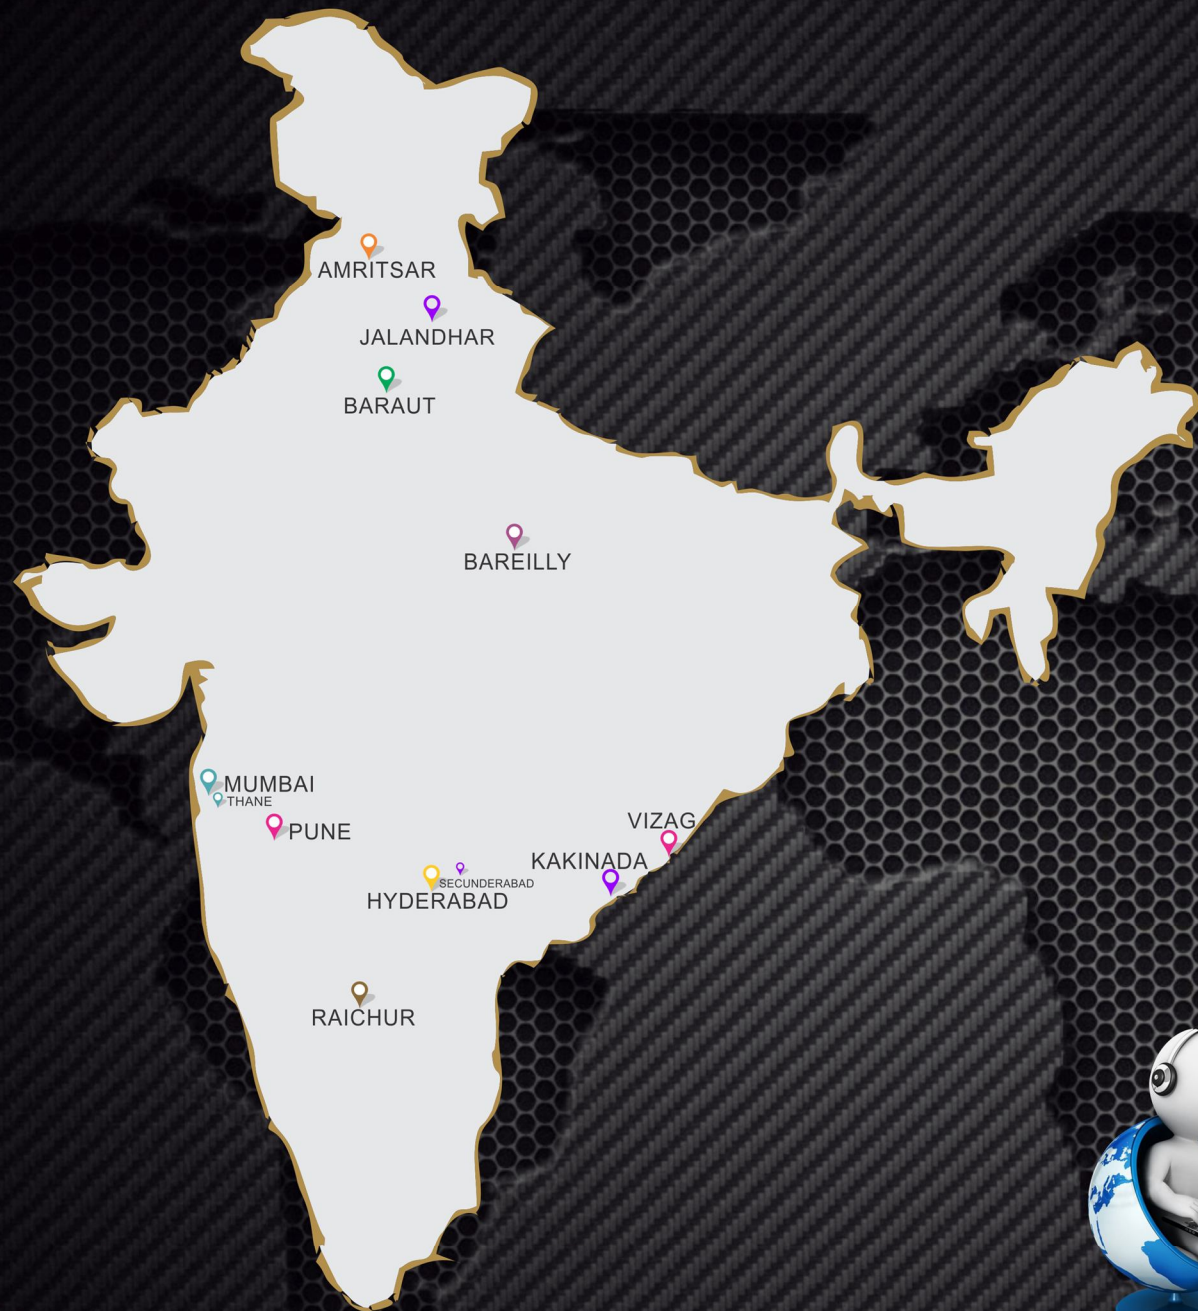 AMRITSAR
JALANDHAR
BARAUT
BAREILLY
MUMBAI
THANE
PUNE
VIZAG
KAKINADA
SECUNDERABAD
HYDERABAD
RAICHUR